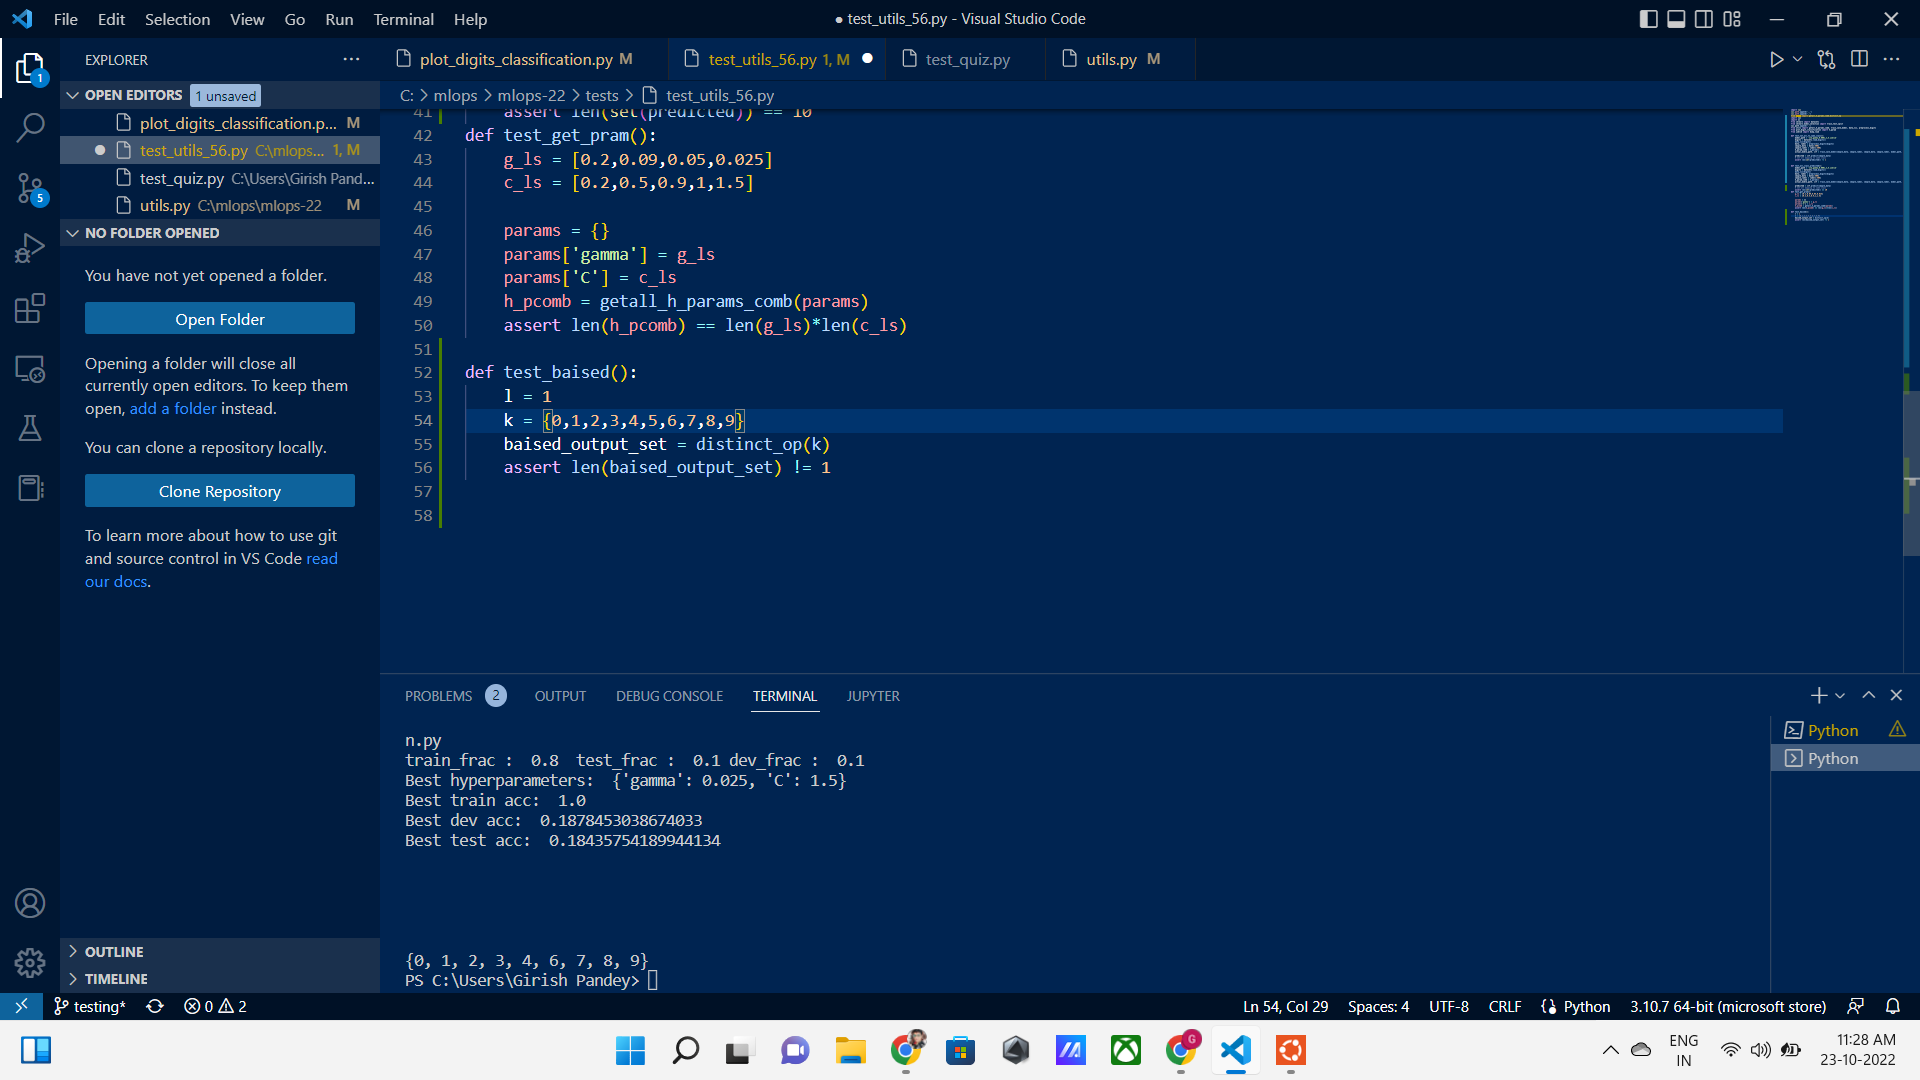 File Edit Selection View Go Run Terminal Help
● test_utils_56.py - Visual Studio Code
EXPLORER
OPEN EDITORS 1 unsaved
plot_digits_classification.p... M
test_utils_56.py C:\mlops... 1, M
test_quiz.py C:\Users\Girish Pand...
utils.py C:\mlops\mlops-22 M
NO FOLDER OPENED
You have not yet opened a folder.
Open Folder
Opening a folder will close all
currently open editors. To keep them
open, add a folder instead.
You can clone a repository locally.
Clone Repository
To learn more about how to use git
and source control in VS Code read
our docs.
OUTLINE
TIMELINE
1
5
plot_digits_classification.py M
test_utils_56.py 1, M
test_quiz.py
utils.py M
C: > mlops > mlops-22 > tests > test_utils_56.py
41 assert len(set(predicted)) == 10
42 def test_get_pram():
43 g_ls = [0.2,0.09,0.05,0.025]
44 c_ls = [0.2,0.5,0.9,1,1.5]
45
46 params = {}
47 params['gamma'] = g_ls
48 params['C'] = c_ls
49 h_pcomb = getall_h_params_comb(params)
50 assert len(h_pcomb) == len(g_ls)*len(c_ls)
51
52 def test_baised():
53 l = 1
54 k = {0,1,2,3,4,5,6,7,8,9}
55 baised_output_set = distinct_op(k)
56 assert len(baised_output_set) != 1
57
58
PROBLEMS 2 OUTPUT DEBUG CONSOLE TERMINAL JUPYTER
n.py
train_frac :  0.8  test_frac :  0.1 dev_frac :  0.1
Best hyperparameters:  {'gamma': 0.025, 'C': 1.5}
Best train acc:  1.0
Best dev acc:  0.1878453038674033
Best test acc:  0.18435754189944134
{0, 1, 2, 3, 4, 6, 7, 8, 9}
PS C:\Users\Girish Pandey>
Python
Python
testing* 0 2
Ln 54, Col 29 Spaces: 4 UTF-8 CRLF Python 3.10.7 64-bit (microsoft store)
G
ENG
IN
11:28 AM
23-10-2022